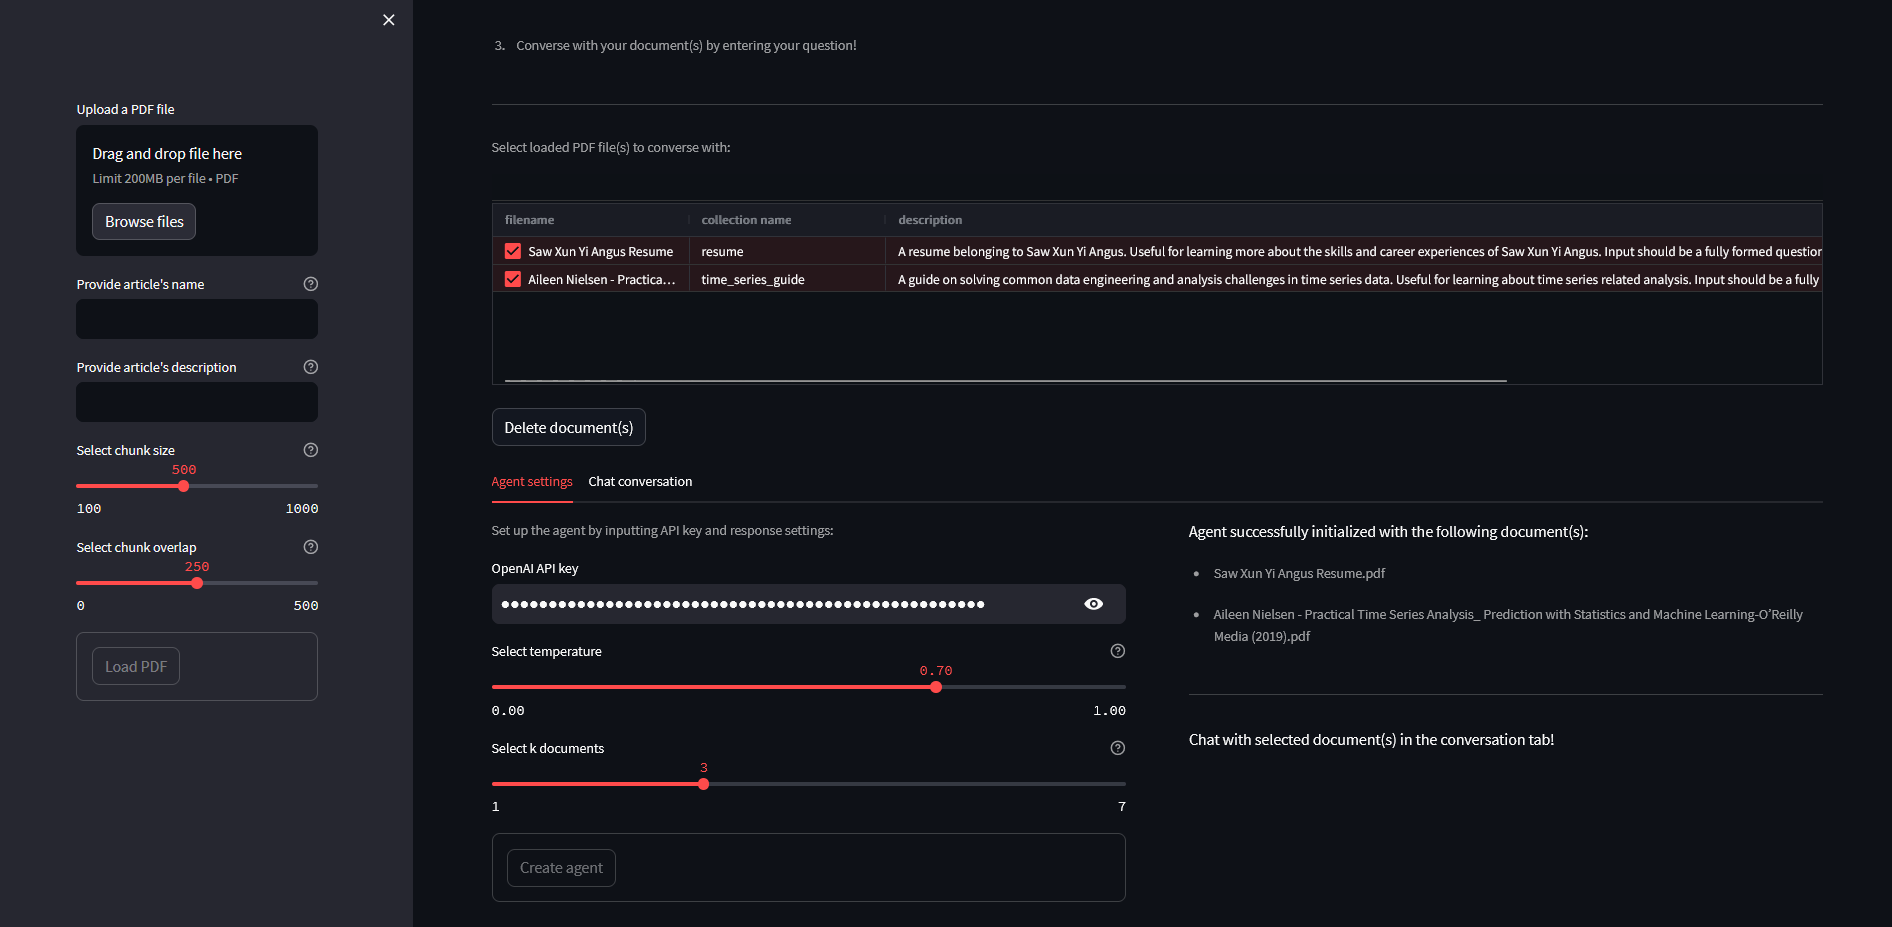 Upload a PDF file
Drag and drop file here
Limit 200MB per file • PDF
Browse files
Provide article's name
Provide article's description
Select chunk size
500
100 1000
Select chunk overlap
250
0 500
Load PDF
3. Converse with your document(s) by entering your question!
Select loaded PDF file(s) to converse with:
filename collection name description
Saw Xun Yi Angus Resume resume A resume belonging to Saw Xun Yi Angus. Useful for learning more about the skills and career experiences of Saw Xun Yi Angus. Input should be a fully formed question
Aileen Nielsen - Practica... time_series_guide A guide on solving common data engineering and analysis challenges in time series data. Useful for learning about time series related analysis. Input should be a fully
Delete document(s)
Agent settings Chat conversation
Set up the agent by inputting API key and response settings:
OpenAI API key
Select temperature
0.70
0.00 1.00
Select k documents
3
1 7
Create agent
Agent successfully initialized with the following document(s):
• Saw Xun Yi Angus Resume.pdf
• Aileen Nielsen - Practical Time Series Analysis_ Prediction with Statistics and Machine Learning-O’Reilly
Media (2019).pdf
Chat with selected document(s) in the conversation tab!